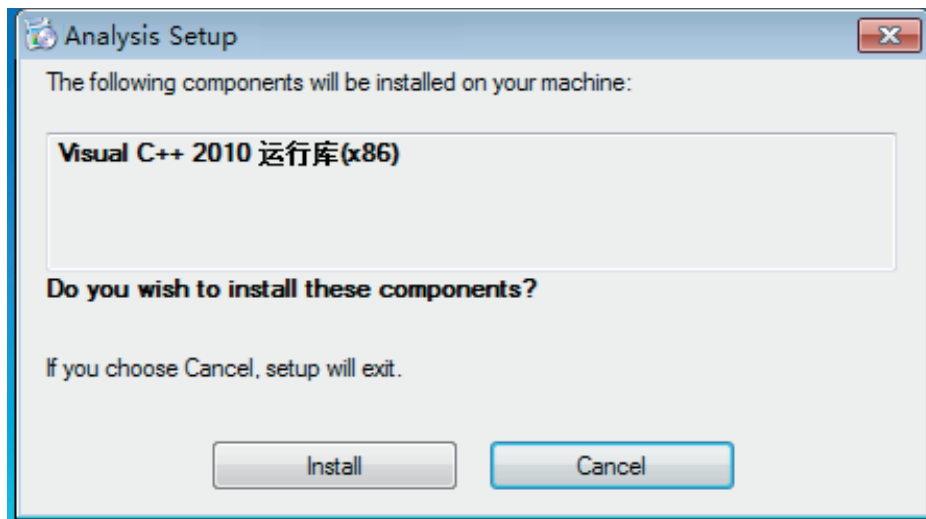 Analysis Setup
The following components will be installed on your machine:
Visual C++ 2010 运行库(x86)
Do you wish to install these components?
If you choose Cancel, setup will exit.
Install
Cancel